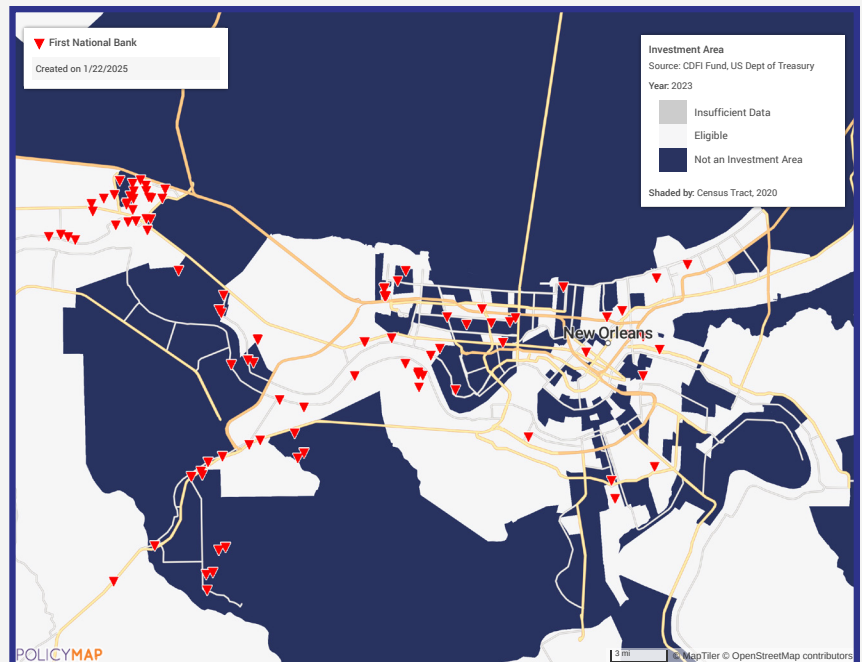 First National Bank
Created on 1/22/2025
Investment Area
Source: CDFI Fund, US Dept of Treasury
Year: 2023
Insufficient Data
Eligible
Not an Investment Area
Shaded by: Census Tract, 2020
New Orleans
POLICYMAP
3 mi
© MapTiler © OpenStreetMap contributors